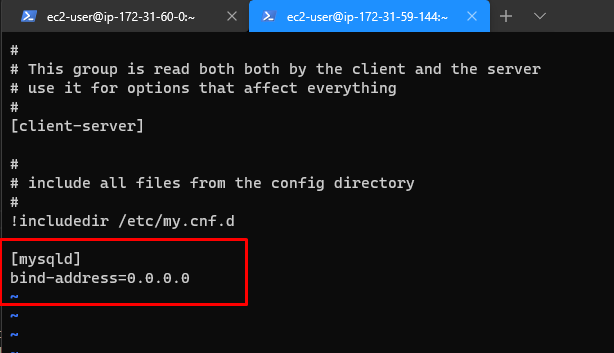 ec2-user@ip-172-31-60-0:~
ec2-user@ip-172-31-59-144:~
#
# This group is read both both by the client and the server
# use it for options that affect everything
#
[client-server]
#
# include all files from the config directory
#
!includedir /etc/my.cnf.d
[mysqld]
bind-address=0.0.0.0
~
~
~
~